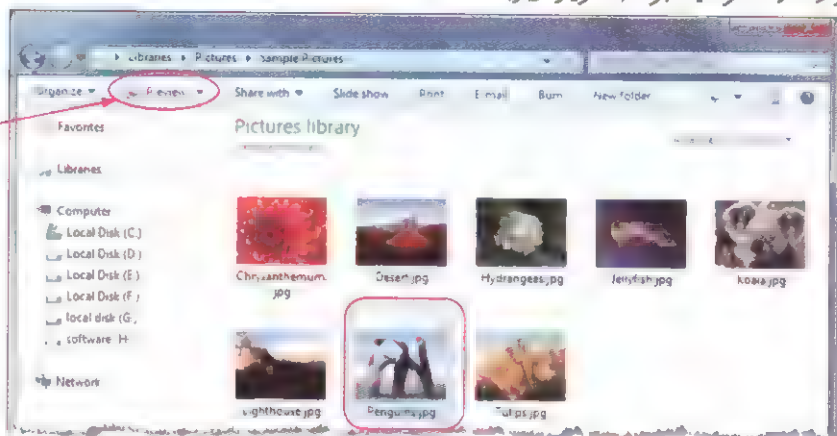 Libraries ▸ Pictures ▸ Sample Pictures
Organize Preview Share with Slide show Print E-mail Burn New folder
Favorites
Libraries
Computer
Local Disk (C:)
Local Disk (D:)
Local Disk (E:)
Local Disk (F:)
local disk (G:)
software H
Network
Pictures library
Chrysanthemum.jpg
Desert.jpg
Hydrangeas.jpg
Jellyfish.jpg
Koala.jpg
Lighthouse.jpg
Penguins.jpg
Tulips.jpg